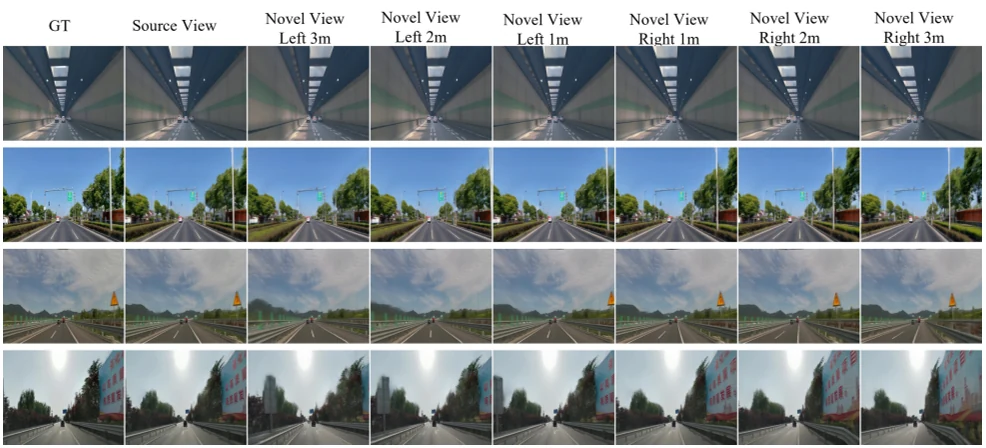 GT
Source View
Novel View
Left 3m
Novel View
Left 2m
Novel View
Left 1m
Novel View
Right 1m
Novel View
Right 2m
Novel View
Right 3m